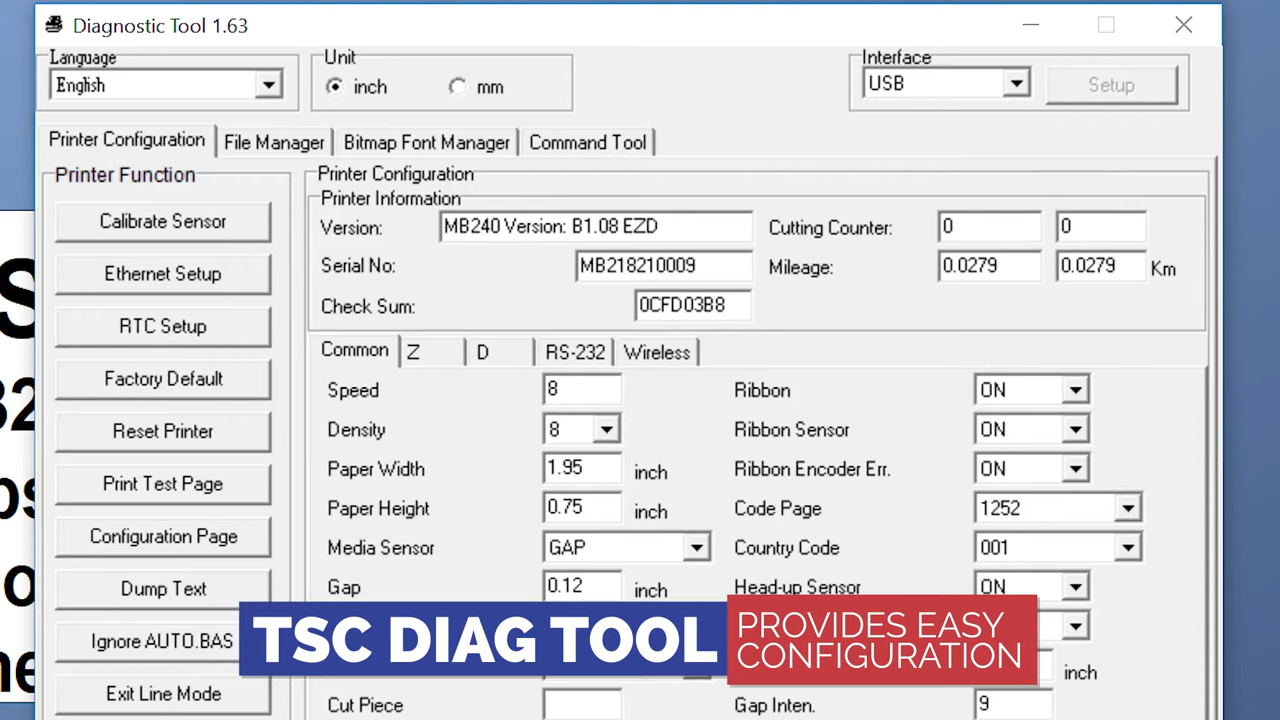 Diagnostic Tool 1.63
Language
English
Unit
inch mm
Interface
USB
Setup
Printer Configuration File Manager Bitmap Font Manager Command Tool
Printer Function
Calibrate Sensor
Ethernet Setup
RTC Setup
Factory Default
Reset Printer
Print Test Page
Configuration Page
Dump Text
Ignore AUTO.BAS
Exit Line Mode
Printer Configuration
Printer Information
Version: MB240 Version: B1.08 EZD
Serial No: MB218210009
Check Sum: 0CFD03B8
Cutting Counter: 0 0
Mileage: 0.0279 0.0279 Km
Common Z D RS-232 Wireless
Speed 8
Density 8
Paper Width 1.95 inch
Paper Height 0.75 inch
Media Sensor GAP
Gap 0.12 inch
Cut Piece
Ribbon ON
Ribbon Sensor ON
Ribbon Encoder Err. ON
Code Page 1252
Country Code 001
Head-up Sensor ON
inch
Gap Inten. 9
TSC DIAG TOOL
PROVIDES EASY
CONFIGURATION